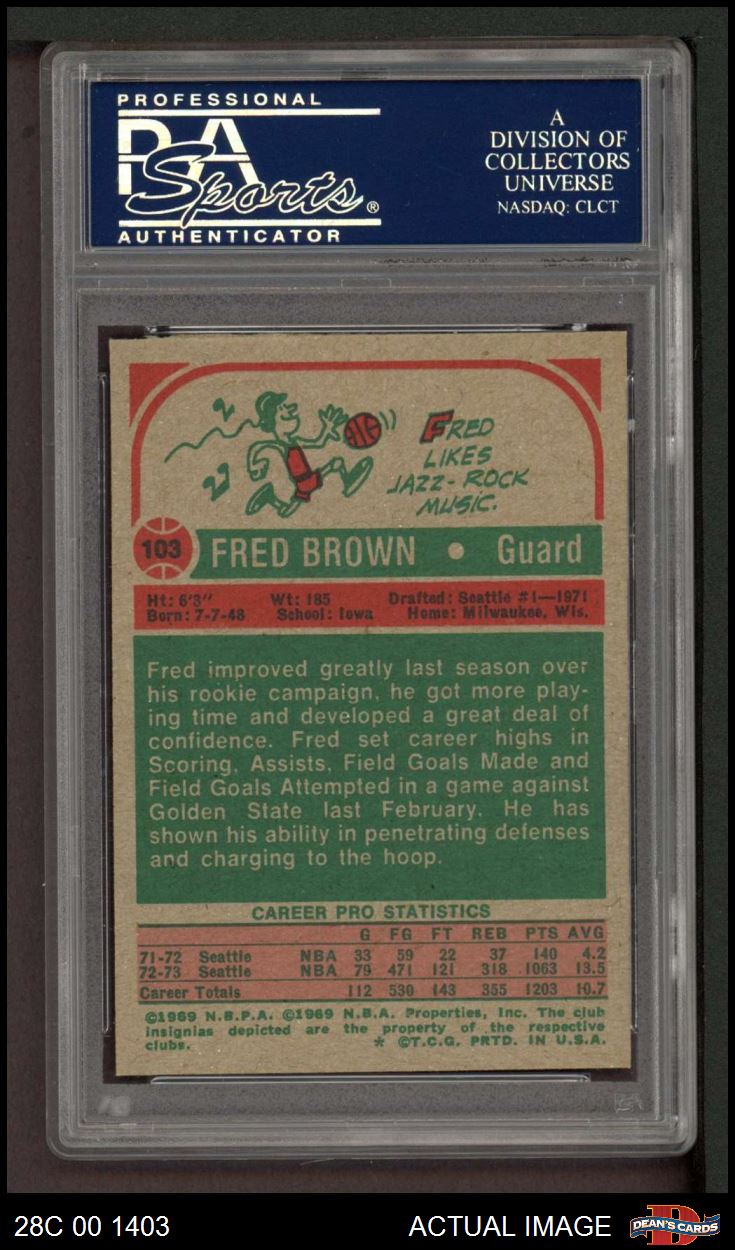 PROFESSIONAL
PSA
Sports®
AUTHENTICATOR
A
DIVISION OF
COLLECTORS
UNIVERSE
NASDAQ: CLCT
FRED
LIKES
JAZZ-ROCK
MUSIC.
103 FRED BROWN • Guard
Ht: 6'3" Wt: 185 Drafted: Seattle #1—1971
Born: 7-7-48 School: Iowa Home: Milwaukee, Wis.
Fred improved greatly last season over
his rookie campaign, he got more play-
ing time and developed a great deal of
confidence. Fred set career highs in
Scoring, Assists, Field Goals Made and
Field Goals Attempted in a game against
Golden State last February. He has
shown his ability in penetrating defenses
and charging to the hoop.
CAREER PRO STATISTICS
G FG FT REB PTS AVG
71-72 Seattle NBA 33 59 22 37 140 4.2
72-73 Seattle NBA 79 471 121 318 1063 13.5
Career Totals 112 530 143 355 1203 10.7
©1969 N.B.P.A. ©1969 N.B.A. Properties, Inc. The club
insignias depicted are the property of the respective
clubs. * ©T.C.G. PRTD. IN U.S.A.
28C 00 1403 ACTUAL IMAGE DEAN'S CARDS